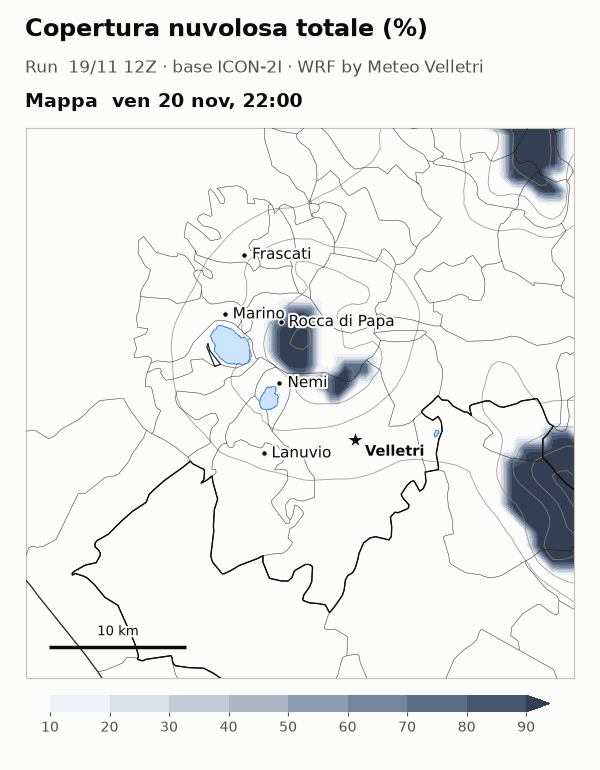 Copertura nuvolosa totale (%)
Run  19/11 12Z · base ICON-2I · WRF by Meteo Velletri
Mappa  ven 20 nov, 22:00
Frascati
Marino
Rocca di Papa
Nemi
Velletri
Lanuvio
10 km
10 20 30 40 50 60 70 80 90